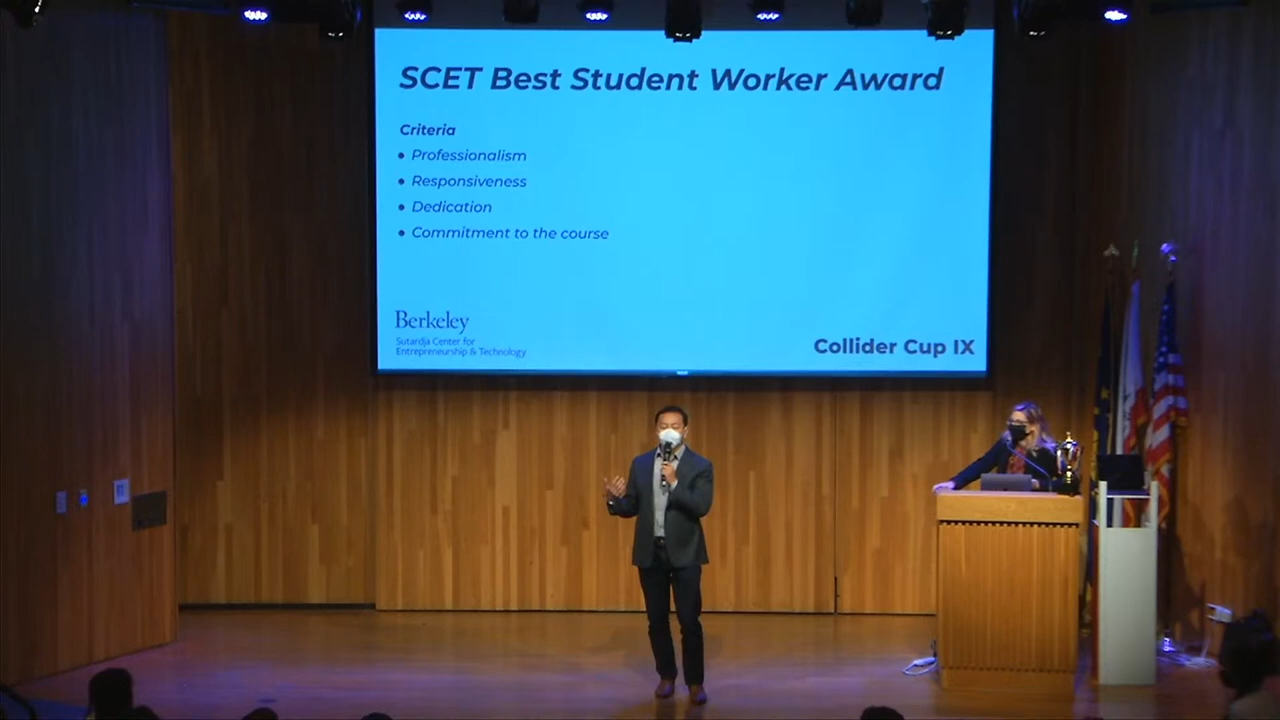 SCET Best Student Worker Award
Criteria
• Professionalism
• Responsiveness
• Dedication
• Commitment to the course
Berkeley
Sutardja Center for
Entrepreneurship & Technology
Collider Cup IX